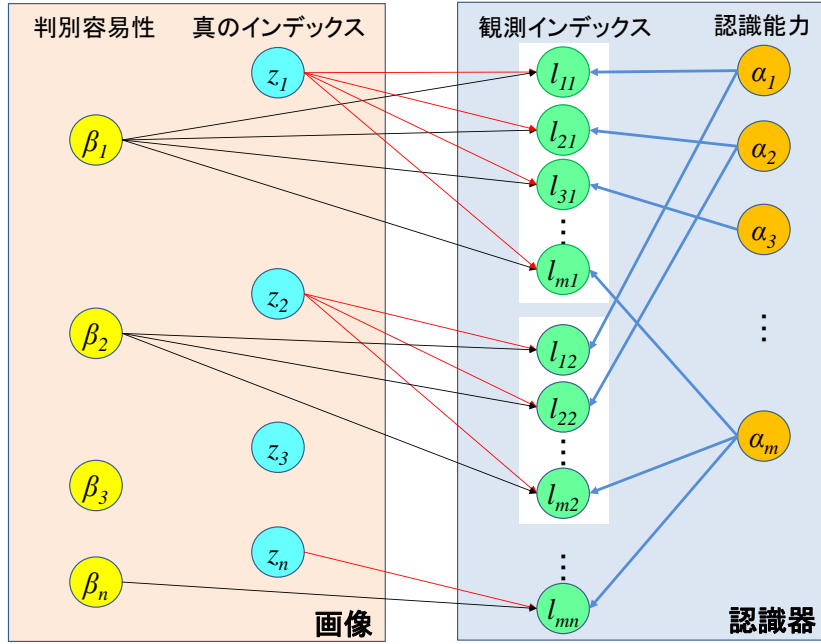 判別容易性 真のインデックス 観測インデックス 認識能力
z1 l11 α1
β1 l21 α2
l31 α3
⋮
z2 lm1
β2 l12 ⋮
l22
z3 ⋮ αm
β3 lm2
zn ⋮
βn lmn
画像 認識器